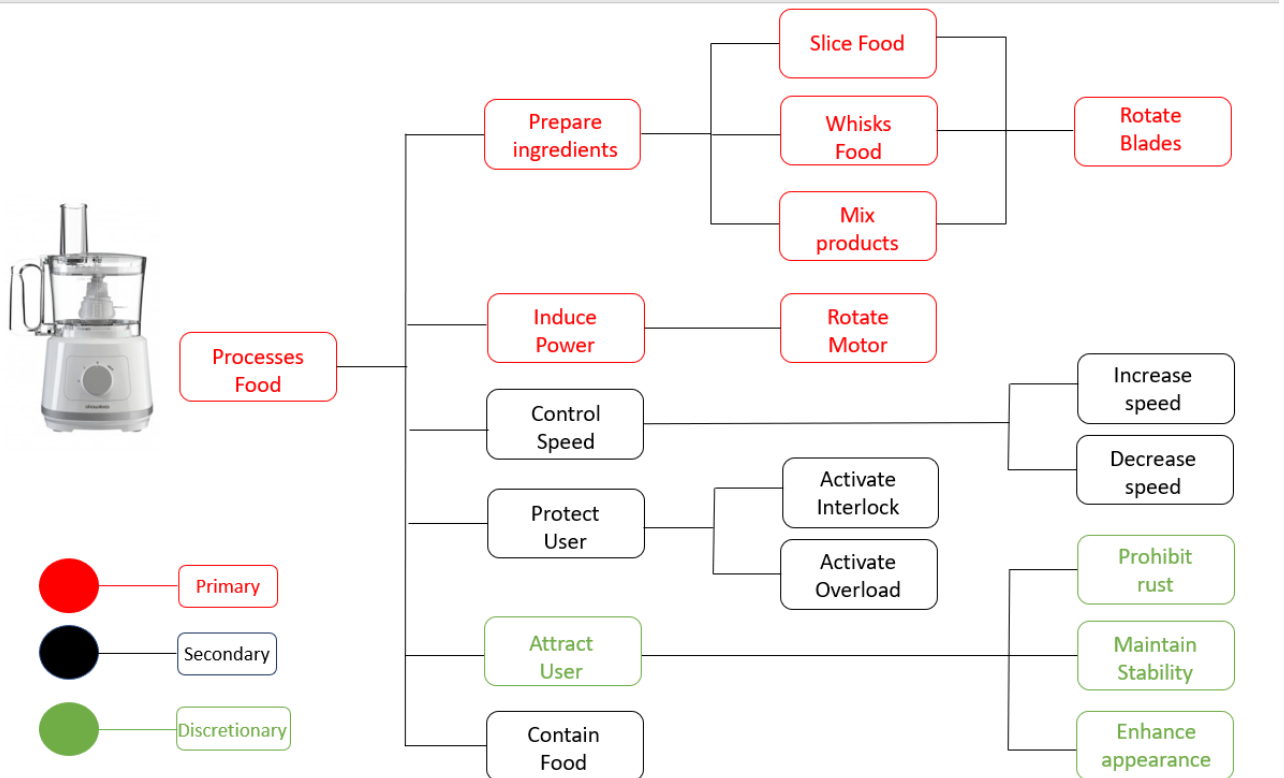 Slice Food
Whisks
Food
Mix
products
Rotate
Blades
Prepare
ingredients
Induce
Power
Rotate
Motor
Processes
Food
Control
Speed
Increase
speed
Decrease
speed
Protect
User
Activate
Interlock
Activate
Overload
Attract
User
Prohibit
rust
Maintain
Stability
Enhance
appearance
Contain
Food
Primary
Secondary
Discretionary